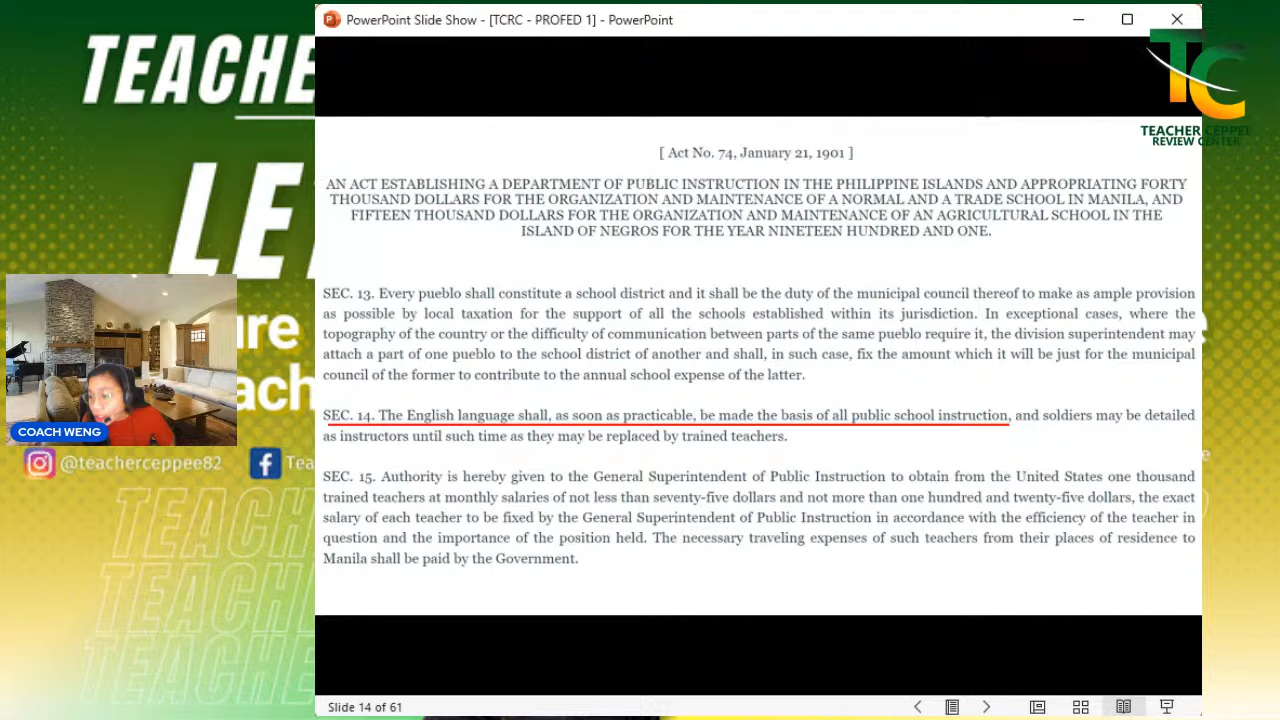 PowerPoint Slide Show - [TCRC - PROFED 1] - PowerPoint
TEACHE
TC
TEACHER CEPPEE
REVIEW CENTER
[ Act No. 74, January 21, 1901 ]
AN ACT ESTABLISHING A DEPARTMENT OF PUBLIC INSTRUCTION IN THE PHILIPPINE ISLANDS AND APPROPRIATING FORTY
THOUSAND DOLLARS FOR THE ORGANIZATION AND MAINTENANCE OF A NORMAL AND A TRADE SCHOOL IN MANILA, AND
FIFTEEN THOUSAND DOLLARS FOR THE ORGANIZATION AND MAINTENANCE OF AN AGRICULTURAL SCHOOL IN THE
ISLAND OF NEGROS FOR THE YEAR NINETEEN HUNDRED AND ONE.
LE
SEC. 13. Every pueblo shall constitute a school district and it shall be the duty of the municipal council thereof to make as ample provision
as possible by local taxation for the support of all the schools established within its jurisdiction. In exceptional cases, where the
topography of the country or the difficulty of communication between parts of the same pueblo require it, the division superintendent may
attach a part of one pueblo to the school district of another and shall, in such case, fix the amount which it will be just for the municipal
council of the former to contribute to the annual school expense of the latter.
ure
ach
SEC. 14. The English language shall, as soon as practicable, be made the basis of all public school instruction, and soldiers may be detailed
as instructors until such time as they may be replaced by trained teachers.
COACH WENG
@teacherceppee82
Tea
e
SEC. 15. Authority is hereby given to the General Superintendent of Public Instruction to obtain from the United States one thousand
trained teachers at monthly salaries of not less than seventy-five dollars and not more than one hundred and twenty-five dollars, the exact
salary of each teacher to be fixed by the General Superintendent of Public Instruction in accordance with the efficiency of the teacher in
question and the importance of the position held. The necessary traveling expenses of such teachers from their places of residence to
Manila shall be paid by the Government.
TEACHE
TEACHE
TEACHE
Slide 14 of 61